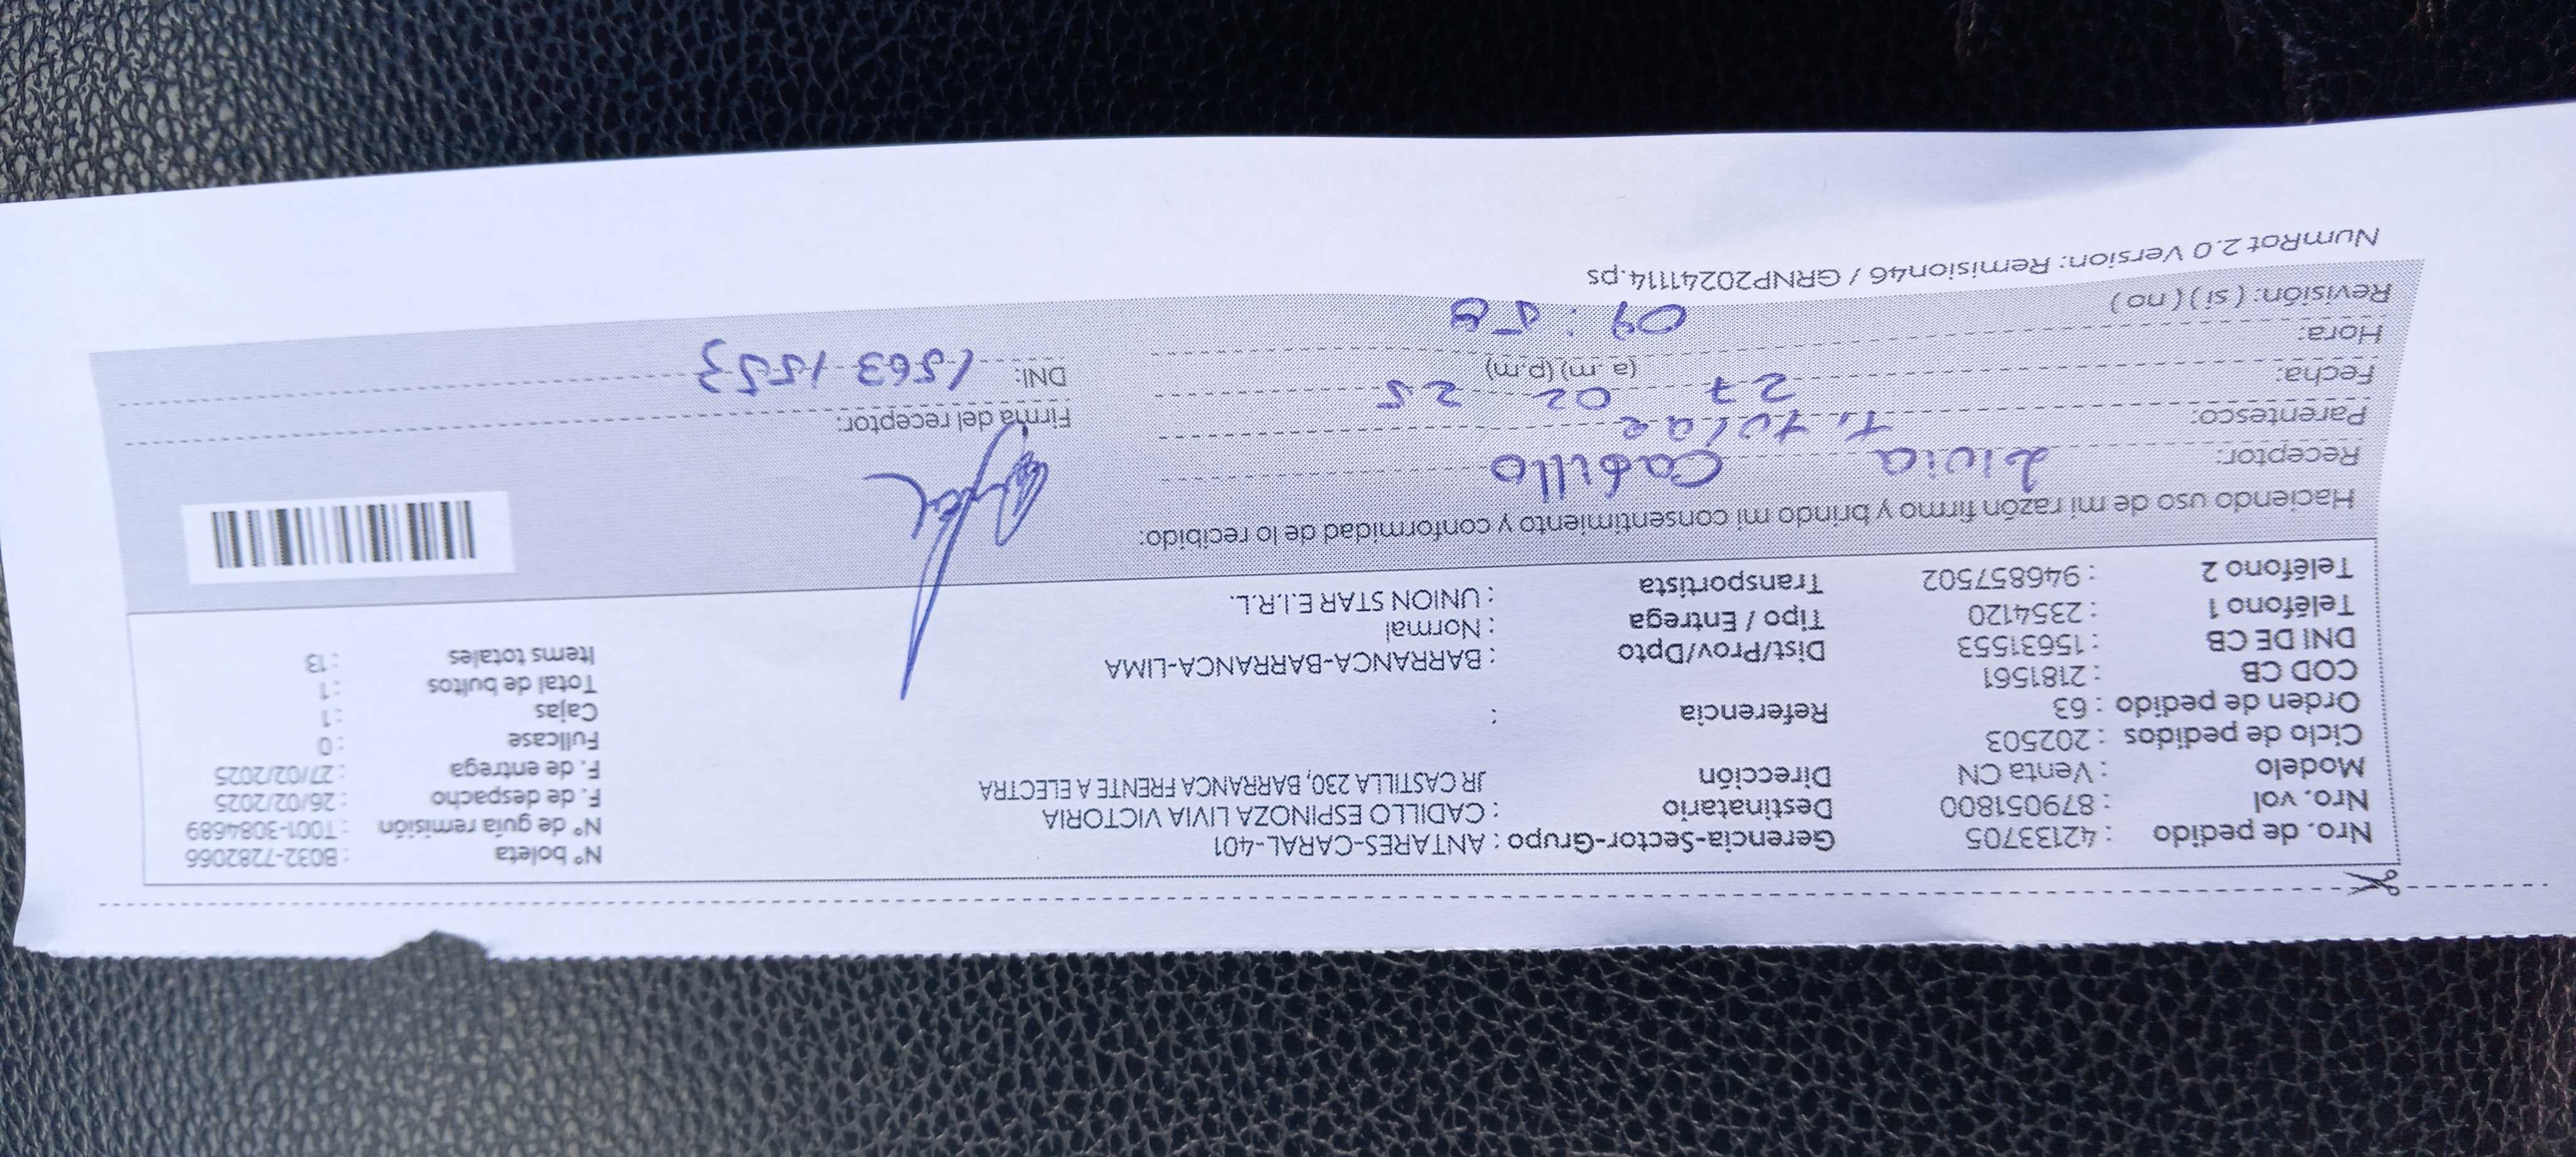 Nro. de pedido : 42133705 Gerencia-Sector-Grupo : ANTARES-CARAL-401 N° boleta : B032-7282066
Nro. vol : 879051800 Destinatario : CADILLO ESPINOZA LIVIA VICTORIA N° de guía remisión : T001-3084689
Modelo : Venta CN Dirección JR CASTILLA 230, BARRANCA FRENTE A ELECTRA F. de despacho : 26/02/2025
Ciclo de pedidos : 202503 F. de entrega : 27/02/2025
Orden de pedido : 63 Referencia : Fullcase : 0
COD CB : 2181561 Cajas : 1
DNI DE CB : 15631553 Dist/Prov/Dpto : BARRANCA-BARRANCA-LIMA Total de bultos : 1
Teléfono 1 : 2354120 Tipo / Entrega : Normal Items totales : 13
Teléfono 2 : 946857502 Transportista : UNION STAR E.I.R.L.
Haciendo uso de mi razón firmo y brindo mi consentimiento y conformidad de lo recibido:
Receptor: Livia Cadillo
Parentesco: titular Firma del receptor:
Fecha: 27 02 25 DNI: 15631553
Hora: (a.m) (p.m)
Revisión: ( si ) ( no )
NumRot 2.0 Version: Remision46 / GRNP20241114.ps